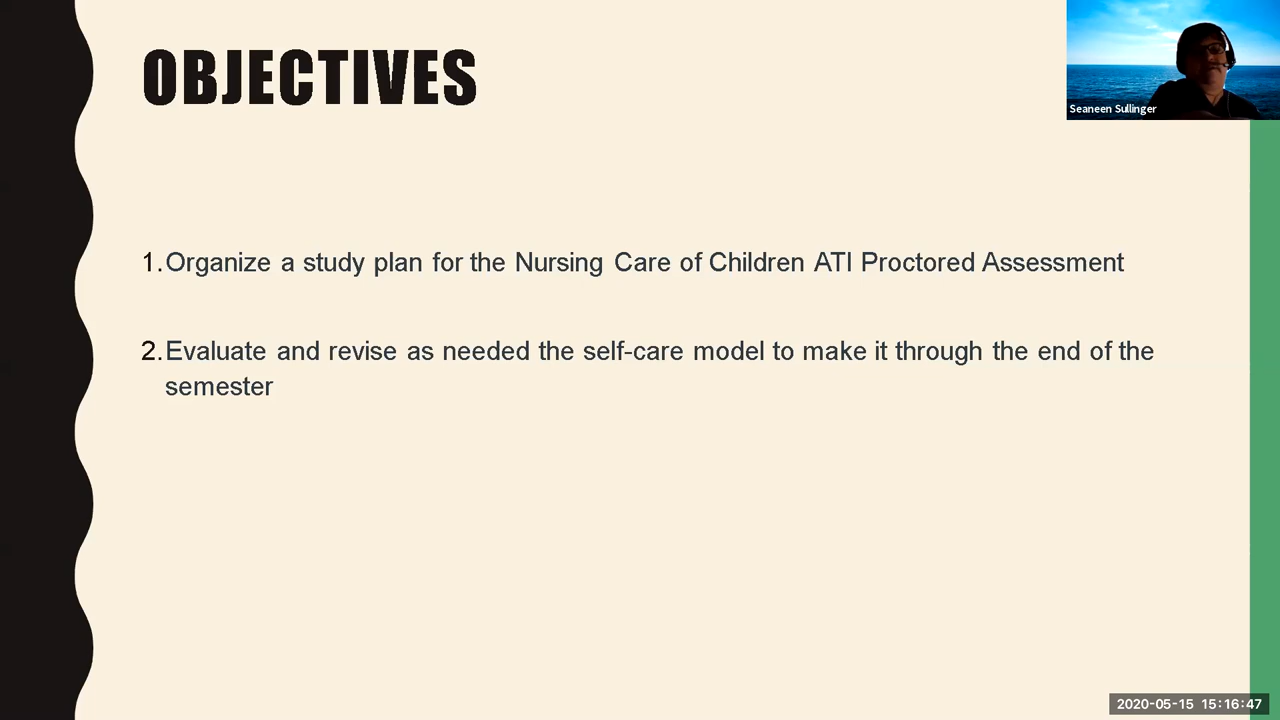 OBJECTIVES
Seaneen Sullinger
1. Organize a study plan for the Nursing Care of Children ATI Proctored Assessment
2. Evaluate and revise as needed the self-care model to make it through the end of the
semester
2020-05-15 15:16:47